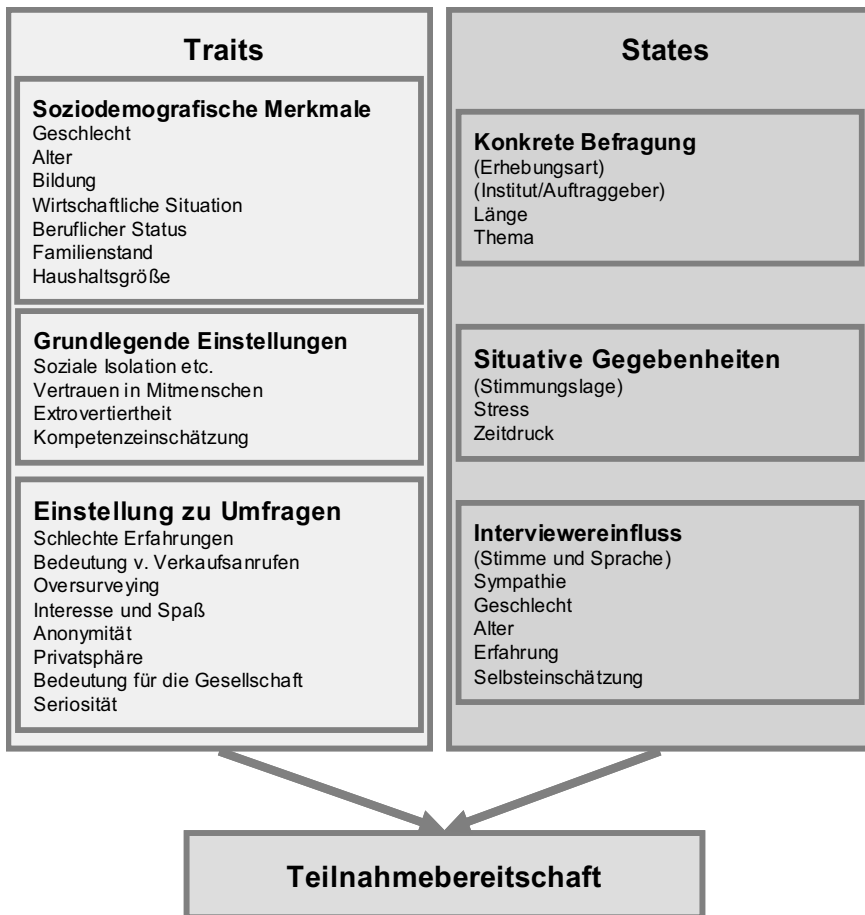 Traits
Soziodemografische Merkmale
Geschlecht
Alter
Bildung
Wirtschaftliche Situation
Beruflicher Status
Familienstand
Haushaltsgröße
Grundlegende Einstellungen
Soziale Isolation etc.
Vertrauen in Mitmenschen
Extrovertiertheit
Kompetenzeinschätzung
Einstellung zu Umfragen
Schlechte Erfahrungen
Bedeutung v. Verkaufsanrufen
Oversurveying
Interesse und Spaß
Anonymität
Privatsphäre
Bedeutung für die Gesellschaft
Seriosität
States
Konkrete Befragung
(Erhebungsart)
(Institut/Auftraggeber)
Länge
Thema
Situative Gegebenheiten
(Stimmungslage)
Stress
Zeitdruck
Interviewereinfluss
(Stimme und Sprache)
Sympathie
Geschlecht
Alter
Erfahrung
Selbsteinschätzung
Teilnahmebereitschaft